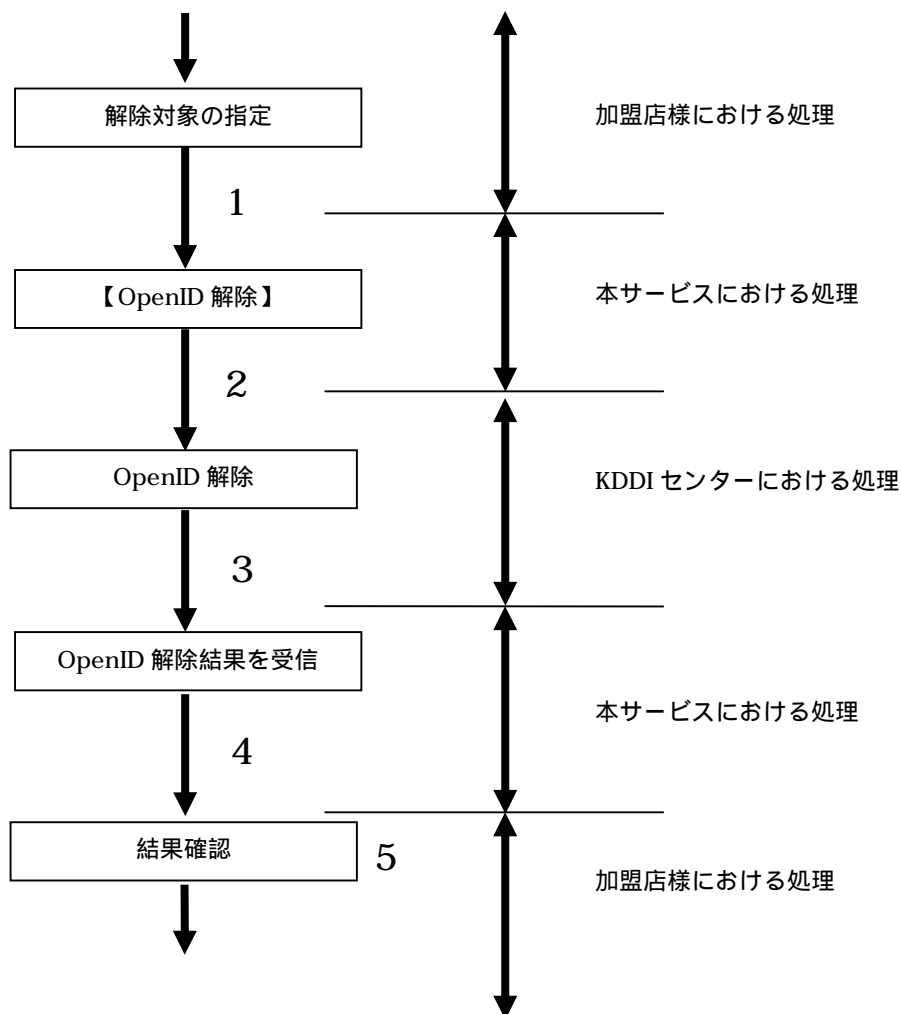 解除対象の指定
加盟店様における処理
1
【OpenID 解除】
本サービスにおける処理
2
OpenID 解除
KDDI センターにおける処理
3
OpenID 解除結果を受信
本サービスにおける処理
4
結果確認
5
加盟店様における処理